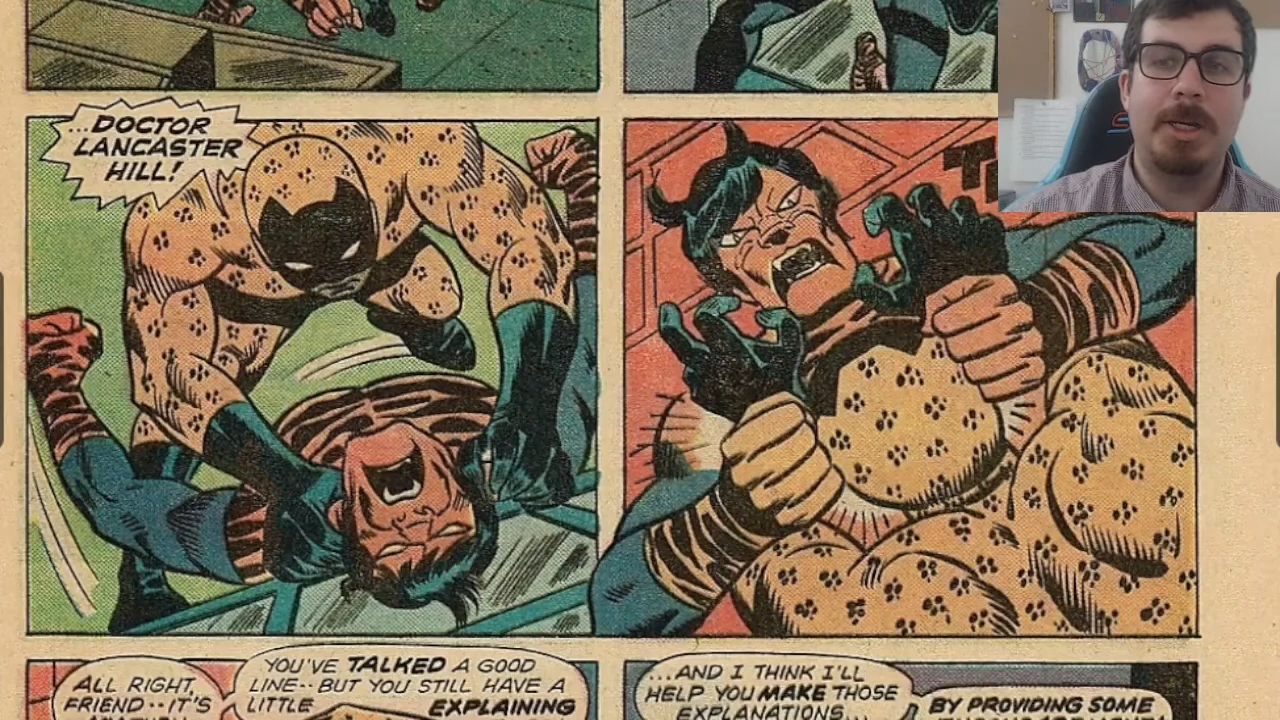 ...DOCTOR
LANCASTER
HILL!
ALL RIGHT,
FRIEND--IT'S
YOU'VE TALKED A GOOD
LINE--BUT YOU STILL HAVE A
LITTLE EXPLAINING
...AND I THINK I'LL
HELP YOU MAKE THOSE
EXPLANATIONS...
BY PROVIDING SOME